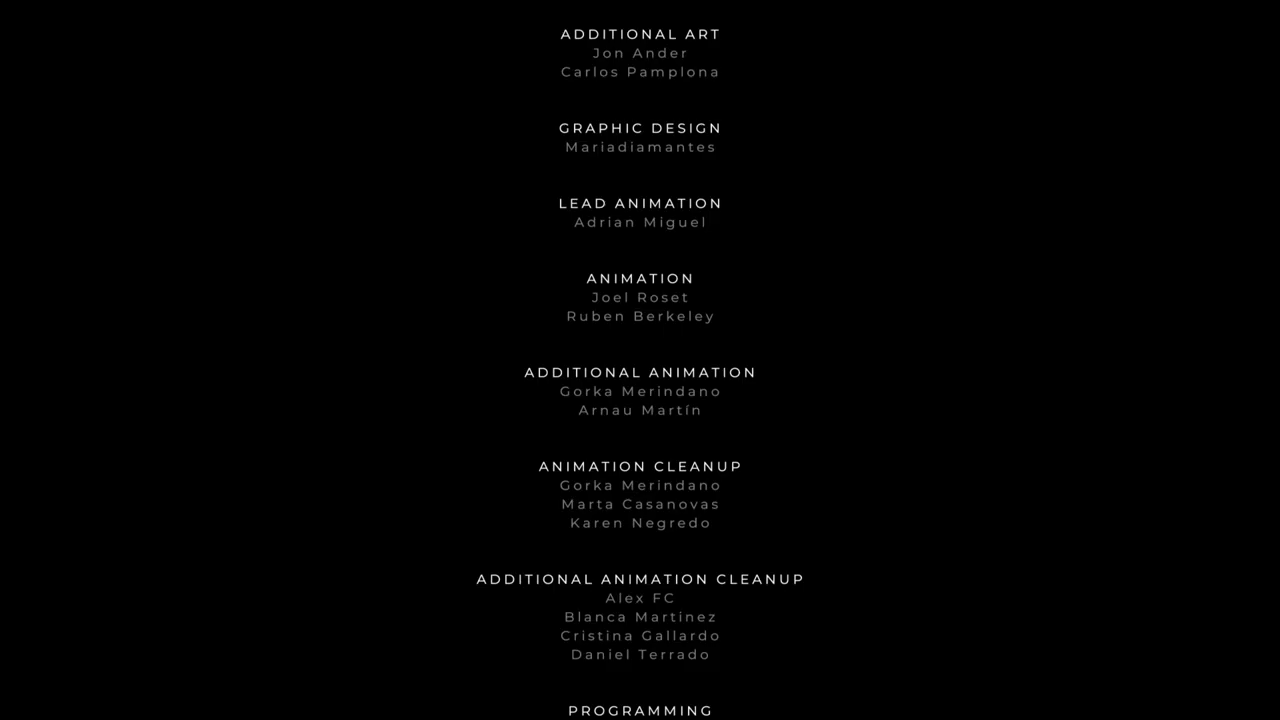 ADDITIONAL ART
Jon Ander
Carlos Pamplona
GRAPHIC DESIGN
Mariadiamantes
LEAD ANIMATION
Adrian Miguel
ANIMATION
Joel Roset
Ruben Berkeley
ADDITIONAL ANIMATION
Gorka Merindano
Arnau Martín
ANIMATION CLEANUP
Gorka Merindano
Marta Casanovas
Karen Negredo
ADDITIONAL ANIMATION CLEANUP
Alex FC
Blanca Martinez
Cristina Gallardo
Daniel Terrado
PROGRAMMING